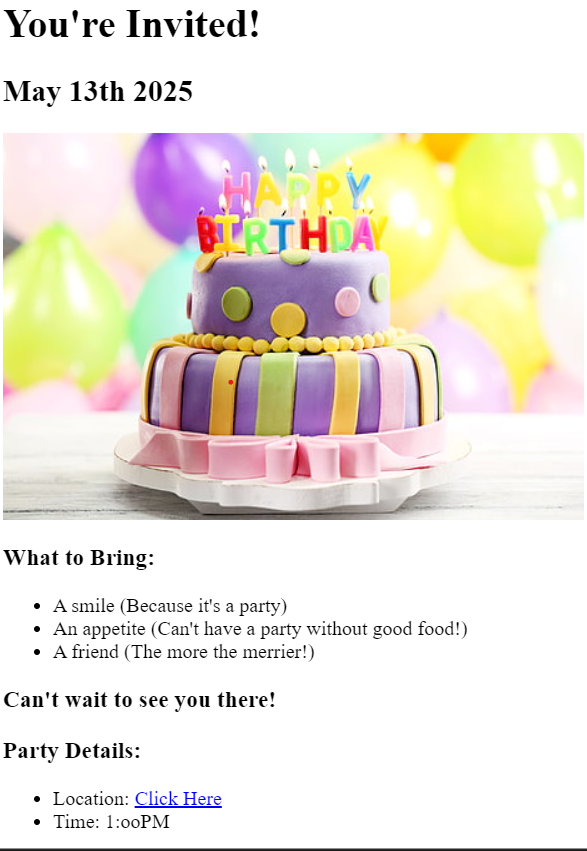 You're Invited!
May 13th 2025
HAPPY
BIRTHDAY
What to Bring:
A smile (Because it's a party)
An appetite (Can't have a party without good food!)
A friend (The more the merrier!)
Can't wait to see you there!
Party Details:
Location: Click Here
Time: 1:ooPM